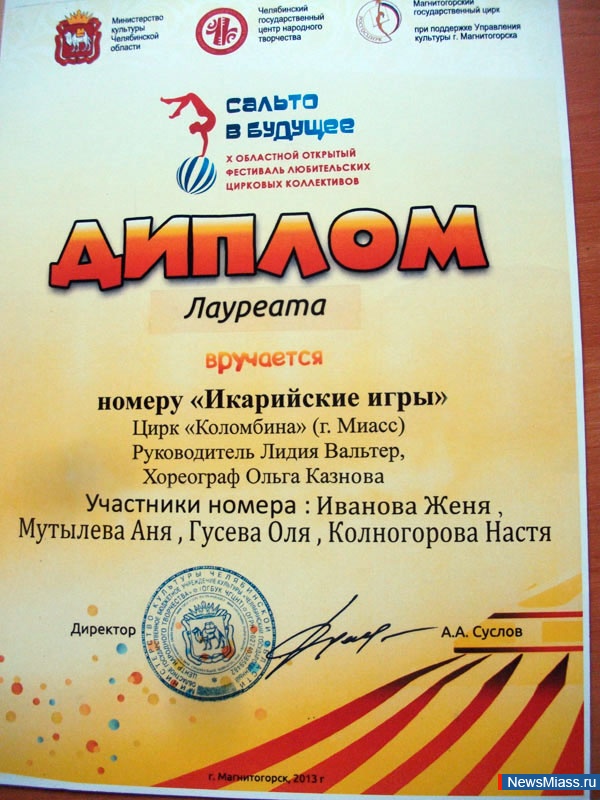 Министерство
культуры
Челябинской
области
Челябинский
государственный
центр народного
творчества
Магнитогорский
государственный цирк
при поддержке Управления
культуры г. Магнитогорска
сальто
в будущее
X ОБЛАСТНОЙ ОТКРЫТЫЙ
ФЕСТИВАЛЬ ЛЮБИТЕЛЬСКИХ
ЦИРКОВЫХ КОЛЛЕКТИВОВ
ДИПЛОМ
Лауреата
вручается
номеру «Икарийские игры»
Цирк «Коломбина» (г. Миасс)
Руководитель Лидия Вальтер,
Хореограф Ольга Казнова
Участники номера : Иванова Женя ,
Мутылева Аня , Гусева Оля , Колногорова Настя
Директор
А.А. Суслов
г. Магнитогорск, 2013 г
NewsMiass.ru